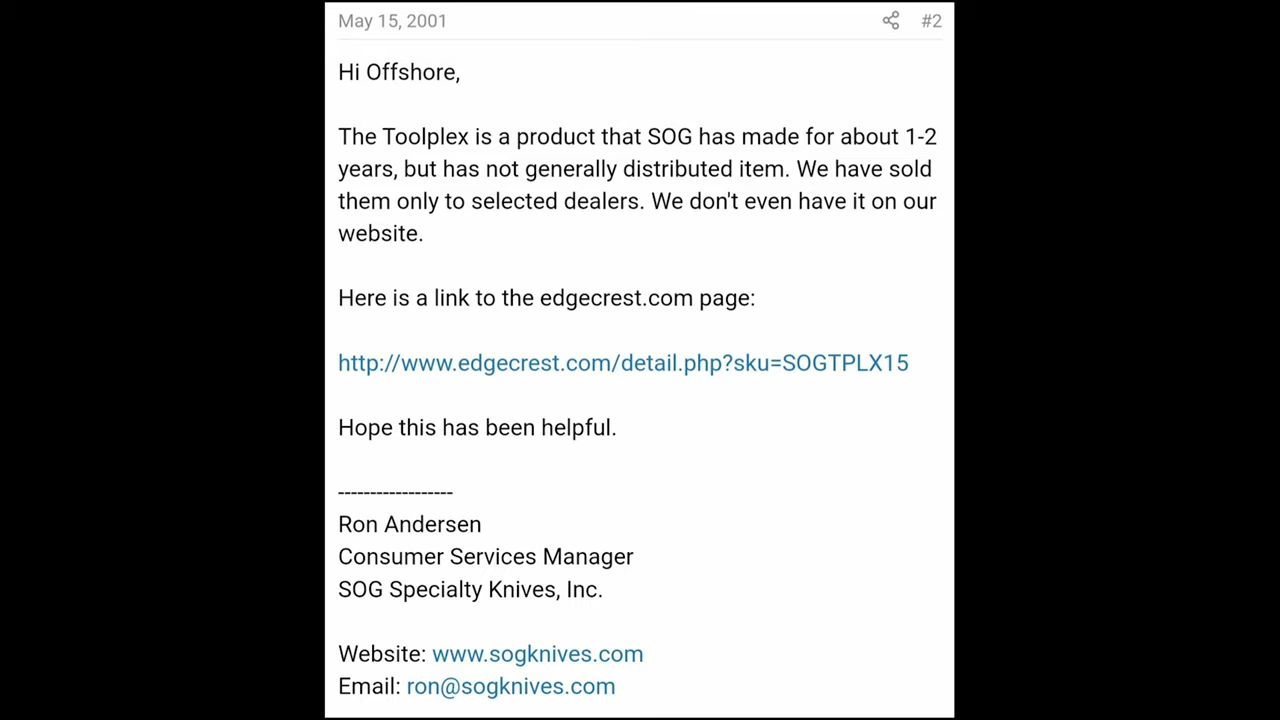 May 15, 2001
#2
Hi Offshore,
The Toolplex is a product that SOG has made for about 1-2
years, but has not generally distributed item. We have sold
them only to selected dealers. We don't even have it on our
website.
Here is a link to the edgecrest.com page:
http://www.edgecrest.com/detail.php?sku=SOGTPLX15
Hope this has been helpful.
------------------
Ron Andersen
Consumer Services Manager
SOG Specialty Knives, Inc.
Website: www.sogknives.com
Email: ron@sogknives.com